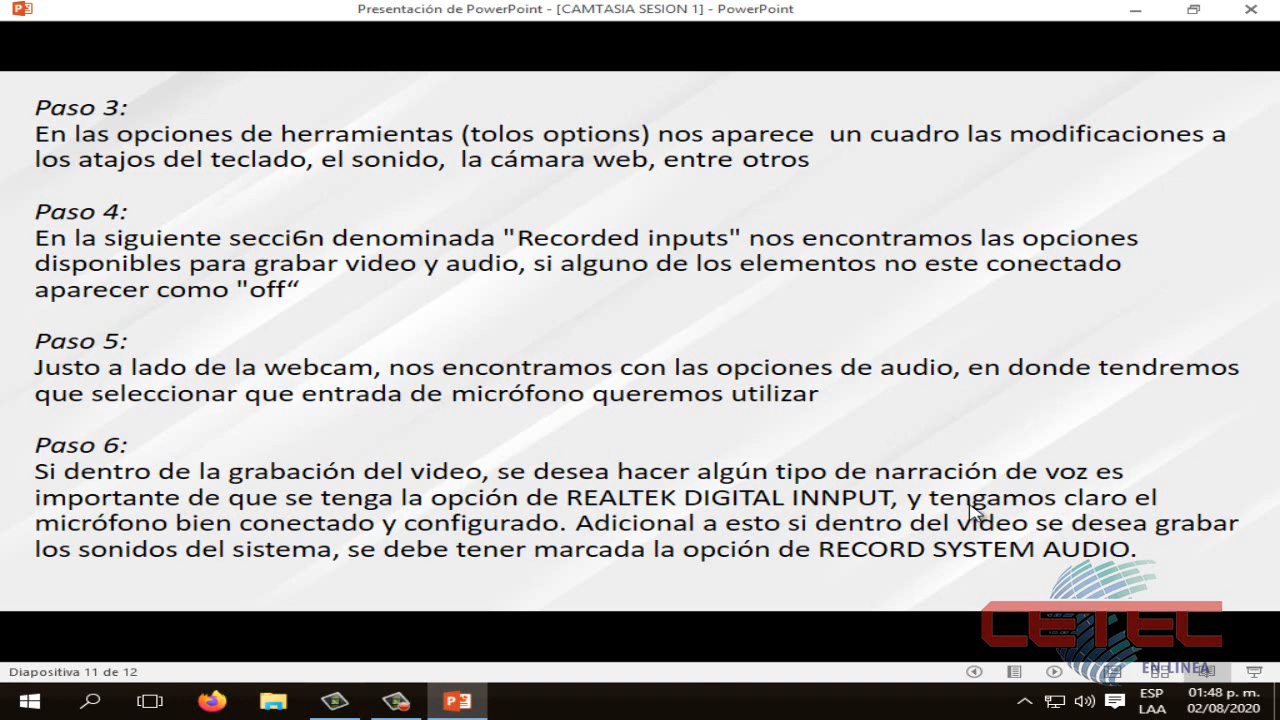 Presentación de PowerPoint - [CAMTASIA SESION 1] - PowerPoint
Paso 3:
En las opciones de herramientas (tolos options) nos aparece  un cuadro las modificaciones a
los atajos del teclado, el sonido,  la cámara web, entre otros
Paso 4:
En la siguiente secci6n denominada "Recorded inputs" nos encontramos las opciones
disponibles para grabar video y audio, si alguno de los elementos no este conectado
aparecer como "off“
Paso 5:
Justo a lado de la webcam, nos encontramos con las opciones de audio, en donde tendremos
que seleccionar que entrada de micrófono queremos utilizar
Paso 6:
Si dentro de la grabación del video, se desea hacer algún tipo de narración de voz es
importante de que se tenga la opción de REALTEK DIGITAL INNPUT, y tengamos claro el
micrófono bien conectado y configurado. Adicional a esto si dentro del video se desea grabar
los sonidos del sistema, se debe tener marcada la opción de RECORD SYSTEM AUDIO.
CETEC
EN LINEA
Diapositiva 11 de 12
ESP
LAA
01:48 p. m.
02/08/2020